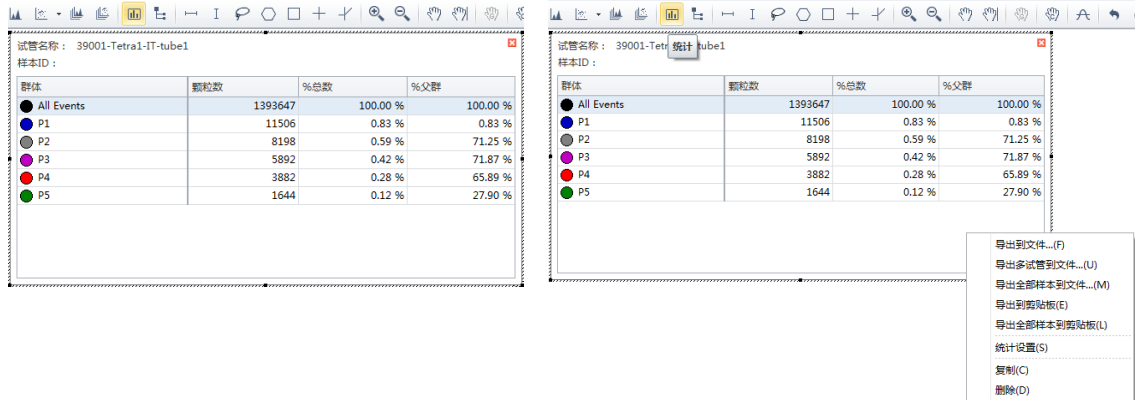 试管名称： 39001-Tetra1-IT-tube1
样本ID：
群体 颗粒数 %总数 %父群
All Events 1393647 100.00 % 100.00 %
P1 11506 0.83 % 0.83 %
P2 8198 0.59 % 71.25 %
P3 5892 0.42 % 71.87 %
P4 3882 0.28 % 65.89 %
P5 1644 0.12 % 27.90 %
试管名称： 39001-Tetr tube1
统计
样本ID：
群体 颗粒数 %总数 %父群
All Events 1393647 100.00 % 100.00 %
P1 11506 0.83 % 0.83 %
P2 8198 0.59 % 71.25 %
P3 5892 0.42 % 71.87 %
P4 3882 0.28 % 65.89 %
P5 1644 0.12 % 27.90 %
导出到文件...(F)
导出多试管到文件...(U)
导出全部样本到文件...(M)
导出到剪贴板(E)
导出全部样本到剪贴板(L)
统计设置(S)
复制(C)
删除(D)